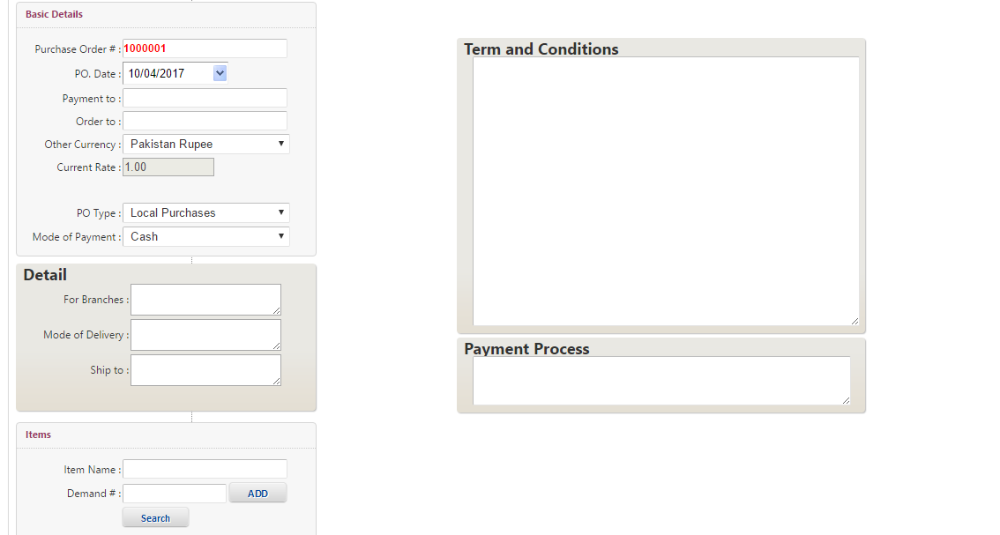 Basic Details
Purchase Order # : 1000001
PO. Date : 10/04/2017
Payment to :
Order to :
Other Currency : Pakistan Rupee
Current Rate : 1.00
PO Type : Local Purchases
Mode of Payment : Cash
Detail
For Branches :
Mode of Delivery :
Ship to :
Items
Item Name :
Demand # : ADD
Search
Term and Conditions
Payment Process